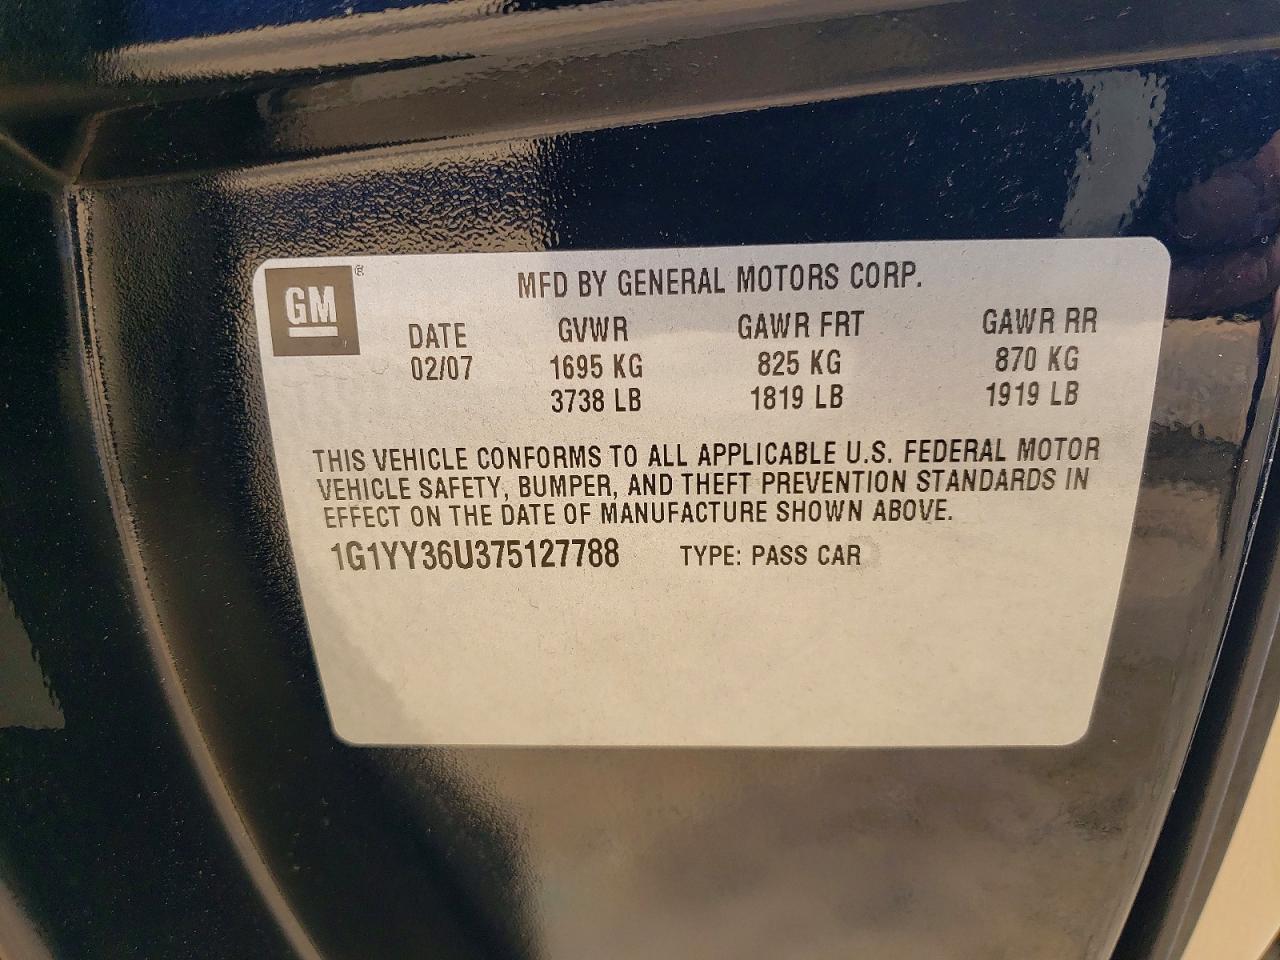 GM®
MFD BY GENERAL MOTORS CORP.
DATE GVWR GAWR FRT GAWR RR
02/07 1695 KG 825 KG 870 KG
3738 LB 1819 LB 1919 LB
THIS VEHICLE CONFORMS TO ALL APPLICABLE U.S. FEDERAL MOTOR
VEHICLE SAFETY, BUMPER, AND THEFT PREVENTION STANDARDS IN
EFFECT ON THE DATE OF MANUFACTURE SHOWN ABOVE.
1G1YY36U375127788 TYPE: PASS CAR